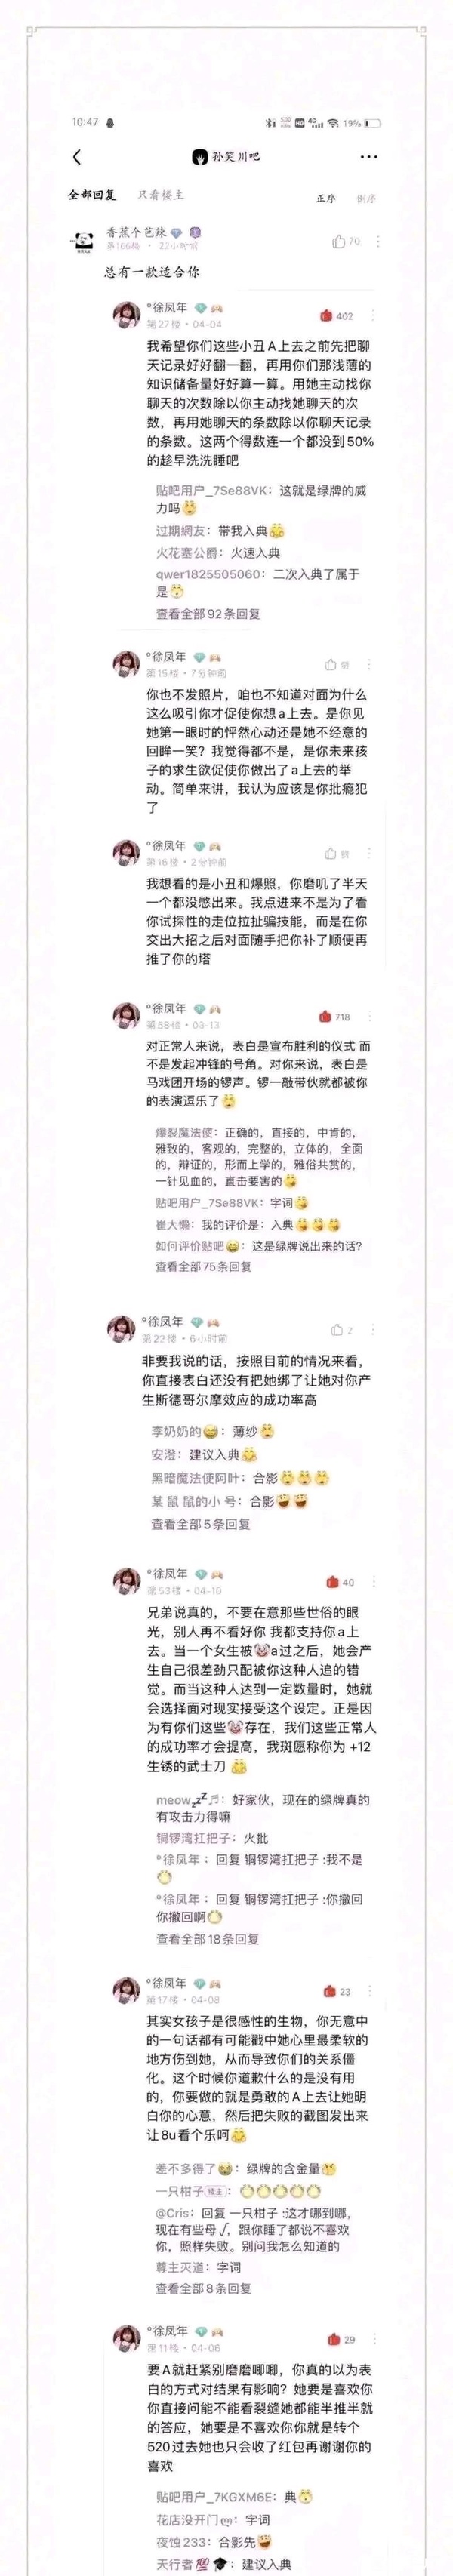 10:47
5.00
KB/s
HD
4G
19%
孙笑川吧
全部回复
只看楼主
正序
倒序
香蕉个芭辣
第166楼 · 22小时前
70
总有一款适合你
°徐凤年
第27楼 · 04-04
402
我希望你们这些小丑A上去之前先把聊
天记录好好翻一翻，再用你们那浅薄的
知识储备量好好算一算。用她主动找你
聊天的次数除以你主动找她聊天的次
数，再用她聊天的条数除以你聊天记录
的条数。这两个得数连一个都没到50%
的趁早洗洗睡吧
贴吧用户_7Se88VK：这就是绿牌的威
力吗
过期網友：带我入典
火花塞公爵：火速入典
qwer1825505060：二次入典了属于
是
查看全部92条回复
°徐凤年
第15楼 · 7分钟前
赞
你也不发照片，咱也不知道对面为什么
这么吸引你才促使你想a上去。是你见
她第一眼时的怦然心动还是她不经意的
回眸一笑？我觉得都不是，是你未来孩
子的求生欲促使你做出了a上去的举
动。简单来讲，我认为应该是你批瘾犯
了
°徐凤年
第16楼 · 2分钟前
赞
我想看的是小丑和爆照，你磨叽了半天
一个都没憋出来。我点进来不是为了看
你试探性的走位拉扯骗技能，而是在你
交出大招之后对面随手把你补了顺便再
推了你的塔
°徐凤年
第58楼 · 03-13
718
对正常人来说，表白是宣布胜利的仪式 而
不是发起冲锋的号角。对你来说，表白是
马戏团开场的锣声。锣一敲带伙就都被你
的表演逗乐了
爆裂魔法使：正确的，直接的，中肯的，
雅致的，客观的，完整的，立体的，全面
的，辩证的，形而上学的，雅俗共赏的，
一针见血的，直击要害的
贴吧用户_7Se88VK：字词
崔大懒：我的评价是：入典
如何评价贴吧：这是绿牌说出来的话?
查看全部75条回复
°徐凤年
第22楼 · 6小时前
2
非要我说的话，按照目前的情况来看，
你直接表白还没有把她绑了让她对你产
生斯德哥尔摩效应的成功率高
李奶奶的：薄纱
安澄：建议入典
黑暗魔法使阿叶：合影
某 鼠 鼠的小 号：合影
查看全部5条回复
°徐凤年
第53楼 · 04-10
40
兄弟说真的，不要在意那些世俗的眼
光，别人再不看好你 我都支持你a上
去。当一个女生被🤡a过之后，她会产
生自己很差劲只配被你这种人追的错
觉。而当这种人达到一定数量时，她就
会选择面对现实接受这个设定。正是因
为有你们这些🤡存在，我们这些正常人
的成功率才会提高，我斑愿称你为 +12
生锈的武士刀
meow💤🎵：好家伙，现在的绿牌真的
有攻击力得嘛
铜锣湾扛把子：火批
°徐凤年：回复 铜锣湾扛把子 :我不是
°徐凤年：回复 铜锣湾扛把子 :你撤回
你撤回啊
查看全部18条回复
°徐凤年
第17楼 · 04-08
23
其实女孩子是很感性的生物，你无意中
的一句话都有可能戳中她心里最柔软的
地方伤到她，从而导致你们的关系僵
化。这个时候你道歉什么的是没有用
的，你要做的就是勇敢的A上去让她明
白你的心意，然后把失败的截图发出来
让8u看个乐呵
差不多得了😭：绿牌的含金量
一只柑子 楼主：
@Cris：回复 一只柑子 :这才哪到哪，
现在有些母√，跟你睡了都说不喜欢
你，照样失败。别问我怎么知道的
尊主灭道：字词
查看全部8条回复
°徐凤年
第11楼 · 04-06
29
要A就赶紧别磨磨唧唧，你真的以为表
白的方式对结果有影响？她要是喜欢你
你直接问能不能看裂缝她都能半推半就
的答应，她要是不喜欢你你就是转个
520过去她也只会收了红包再谢谢你的
喜欢
贴吧用户_7KGXM6E：典
花店没开门ლ：字词
夜蚀233：合影先
天行者💯🎓：建议入典